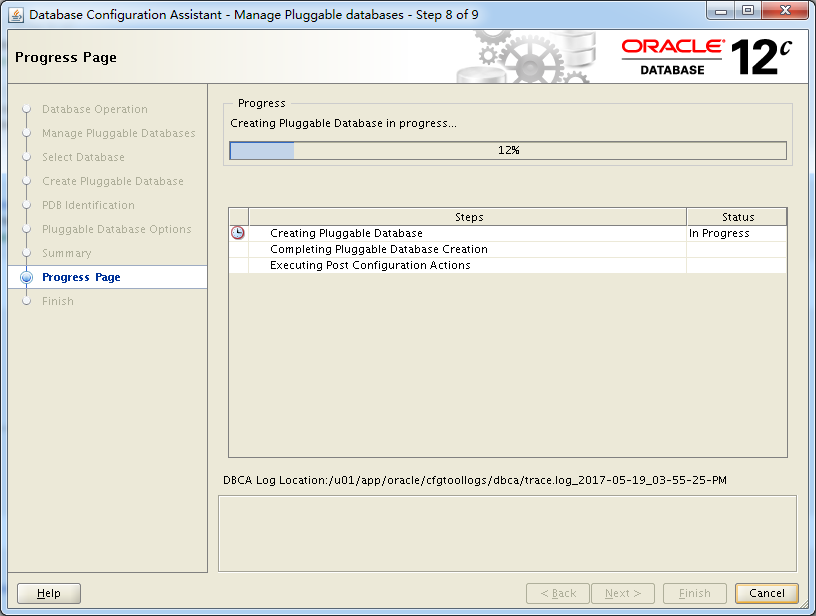 Database Configuration Assistant - Manage Pluggable databases - Step 8 of 9
Progress Page
ORACLE®
DATABASE
12c
Database Operation
Manage Pluggable Databases
Select Database
Create Pluggable Database
PDB Identification
Pluggable Database Options
Summary
Progress Page
Finish
Progress
Creating Pluggable Database in progress...
12%
Steps Status
Creating Pluggable Database In Progress
Completing Pluggable Database Creation
Executing Post Configuration Actions
DBCA Log Location:/u01/app/oracle/cfgtoollogs/dbca/trace.log_2017-05-19_03-55-25-PM
Help
< Back Next > Finish Cancel